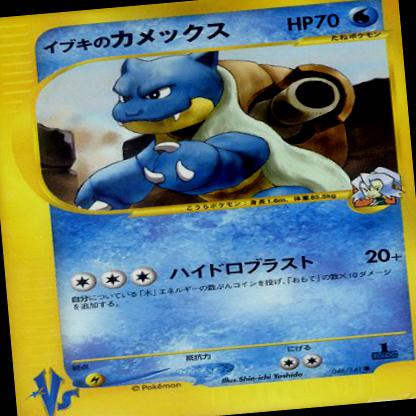 イブキのカメックス HP70
たねポケモン
こうらポケモン 身長1.6m、体重85.5kg
ハイドロブラスト 20+
自分についている「水」エネルギーの数ぶんコインを投げ、「おもて」の数×10ダメージ
を追加する。
弱点 抵抗力 にげる
1 EDITION
046/141 ●
VS ©Pokémon Illus. Shin-ichi Yoshida